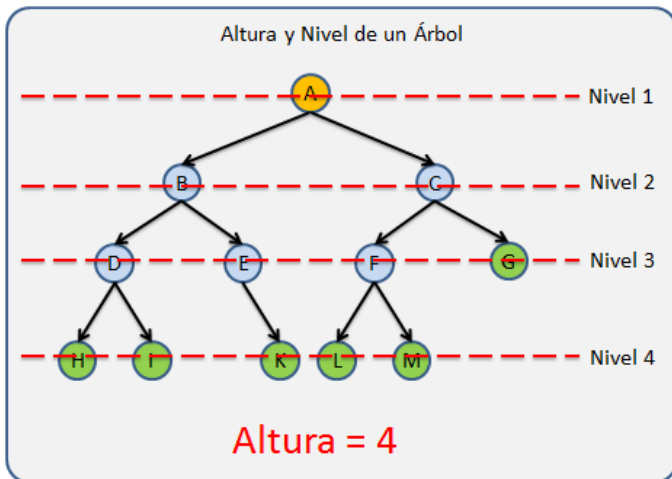 Altura y Nivel de un Árbol
A Nivel 1
B C Nivel 2
D E F G Nivel 3
H I K L M Nivel 4
Altura = 4